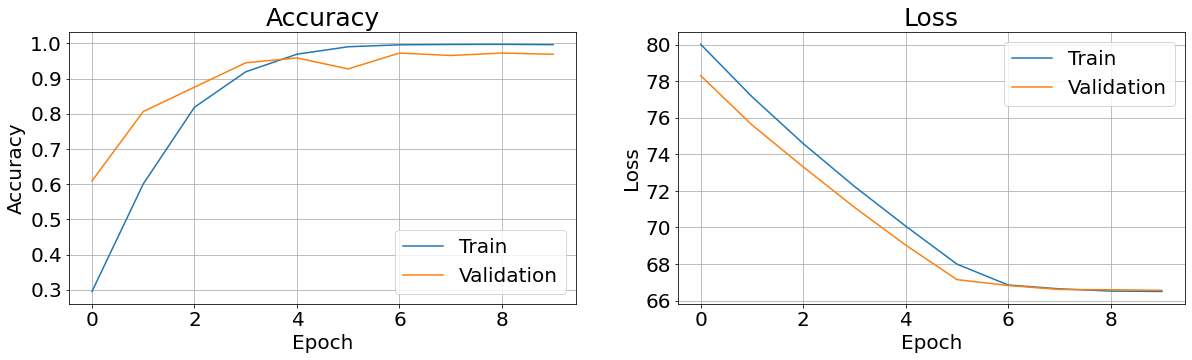 Accuracy
1.0
0.9
0.8
0.7
0.6
0.5
0.4
0.3
Accuracy
Train
Validation
0 2 4 6 8
Epoch
Loss
80
78
76
74
72
70
68
66
Loss
Train
Validation
0 2 4 6 8
Epoch